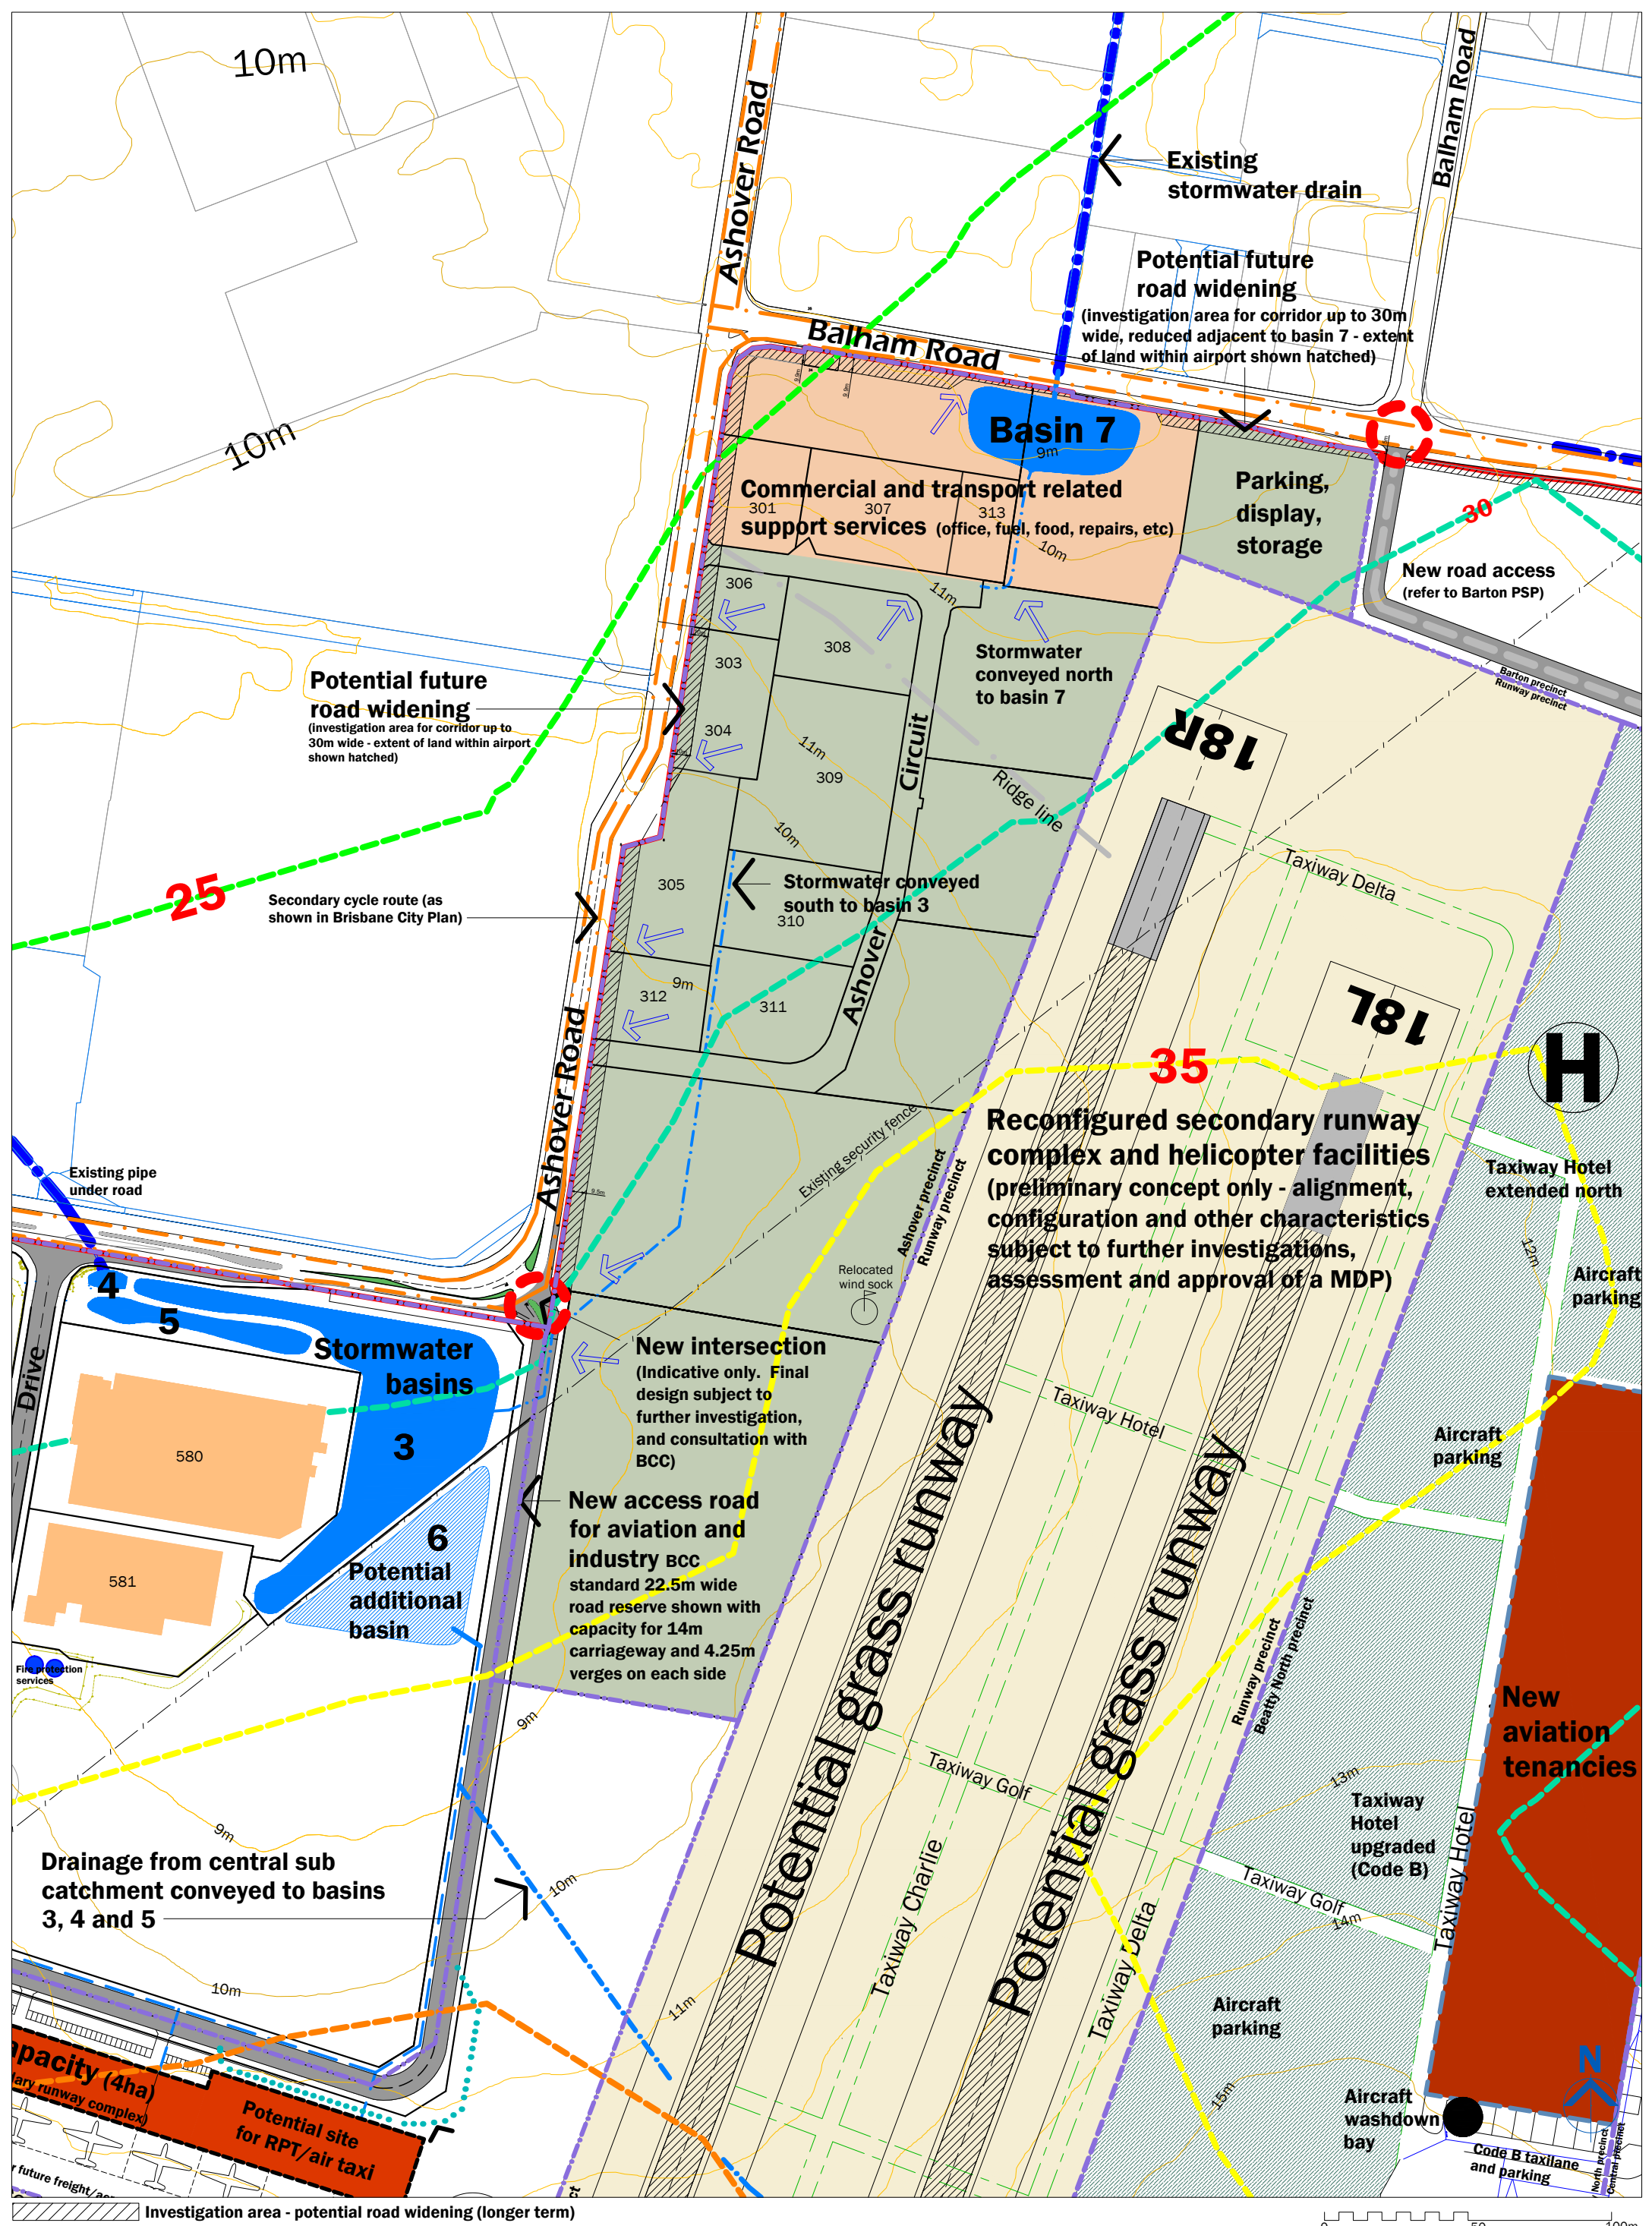 10m
Ashover Road
Balham Road
Existing
stormwater drain
Potential future
road widening
(investigation area for corridor up to 30m
wide, reduced adjacent to basin 7 - extent
of land within airport shown hatched)
Balham Road
10m
Basin 7
9m
Commercial and transport related
support services (office, fuel, food, repairs, etc)
301
307
313
10m
Parking,
display,
storage
30
New road access
(refer to Barton PSP)
306
11m
303
308
Stormwater
conveyed north
to basin 7
Barton precinct
Runway precinct
Potential future
road widening
(investigation area for corridor up to
30m wide - extent of land within airport
shown hatched)
304
11m
309
Circuit
Ridge line
18R
10m
Taxiway Delta
25
Secondary cycle route (as
shown in Brisbane City Plan)
305
Stormwater conveyed
south to basin 3
310
Ashover
9m
312
311
18L
Ashover Road
35
H
Existing security fence
Reconfigured secondary runway
complex and helicopter facilities
(preliminary concept only - alignment,
configuration and other characteristics
subject to further investigations,
assessment and approval of a MDP)
Ashover precinct
Runway precinct
Taxiway Hotel
extended north
12m
Existing pipe
under road
Relocated
wind sock
Aircraft
parking
4
5
Stormwater
basins
3
Drive
580
New intersection
(Indicative only. Final
design subject to
further investigation,
and consultation with
BCC)
Taxiway Hotel
Aircraft
parking
Potential grass runway
Potential grass runway
New access road
for aviation and
industry BCC
standard 22.5m wide
road reserve shown with
capacity for 14m
carriageway and 4.25m
verges on each side
6
Potential
additional
basin
581
Fire protection
services
9m
Runway precinct
Beatty North precinct
New
aviation
tenancies
Taxiway Golf
13m
Taxiway
Hotel
upgraded
(Code B)
Taxiway Hotel
9m
Drainage from central sub
catchment conveyed to basins
3, 4 and 5
10m
Taxiway Charlie
Taxiway Golf
14m
Taxiway Delta
10m
11m
Aircraft
parking
N
apacity (4ha)
ary runway complex)
Potential site
for RPT/air taxi
15m
Aircraft
washdown
bay
Code B taxilane
and parking
North precinct
Central precinct
r future freight/ae
ct
Investigation area - potential road widening (longer term)
0 50 100m